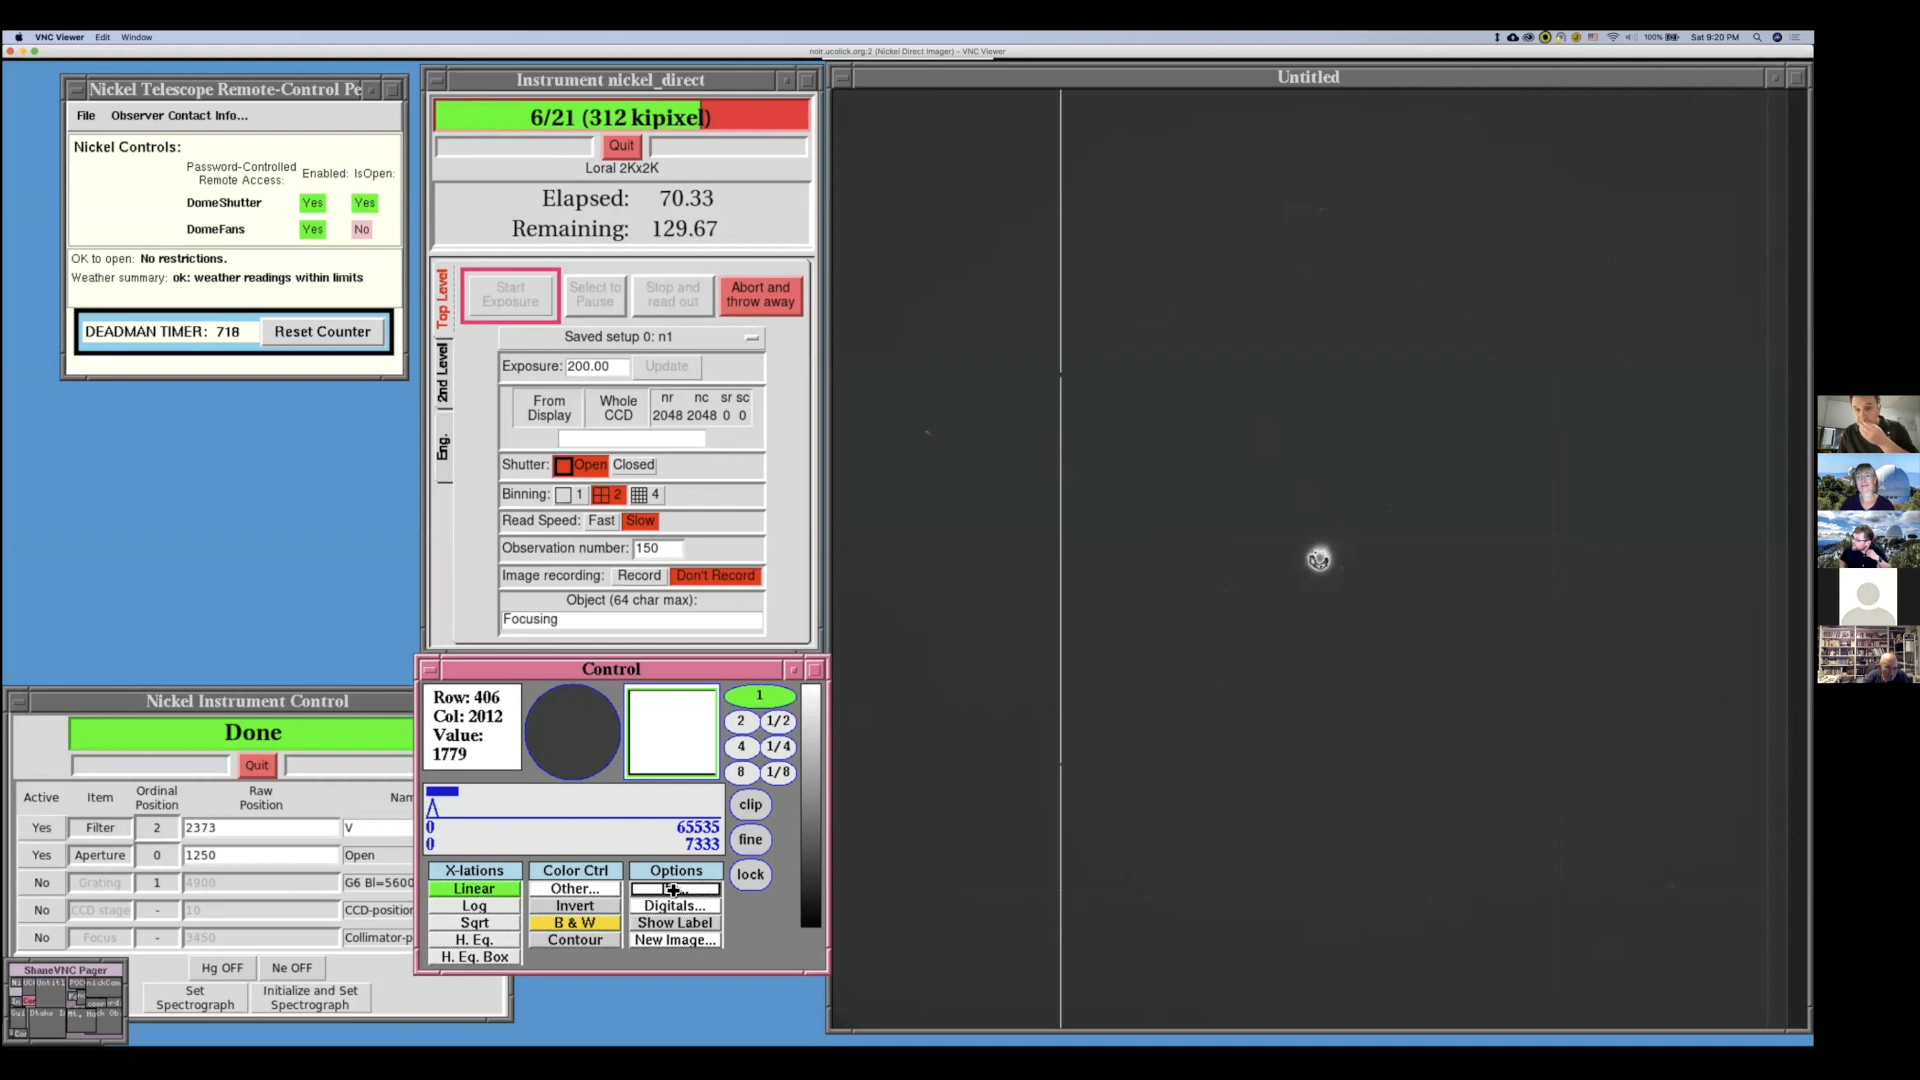 VNC Viewer Edit Window
100% Sat 9:20 PM
noir.ucolick.org:2 (Nickel Direct Imager) - VNC Viewer
Nickel Telescope Remote-Control Pe
File Observer Contact Info...
Nickel Controls:
Password-Controlled
Remote Access: Enabled: IsOpen:
DomeShutter Yes Yes
DomeFans Yes No
OK to open: No restrictions.
Weather summary: ok: weather readings within limits
DEADMAN TIMER: 718 Reset Counter
Instrument nickel_direct
6/21 (312 kipixel)
Quit
Loral 2Kx2K
Elapsed: 70.33
Remaining: 129.67
Top Level
2nd Level
Eng.
Start
Exposure
Select to
Pause
Stop and
read out
Abort and
throw away
Saved setup 0: n1
Exposure: 200.00 Update
From
Display
Whole
CCD
nr nc sr sc
2048 2048 0 0
Shutter: Open Closed
Binning: 1 2 4
Read Speed: Fast Slow
Observation number: 150
Image recording: Record Don't Record
Object (64 char max):
Focusing
Untitled
Nickel Instrument Control
Done
Quit
Active Item Ordinal
Position Raw
Position Nam
Yes Filter 2 2373 V
Yes Aperture 0 1250 Open
No Grating 1 4900 G6 Bl=5600
No CCD stage - 10 CCD-position
No Focus - 3450 Collimator-p
Hg OFF Ne OFF
Set
Spectrograph
Initialize and Set
Spectrograph
ShaneVNC Pager
Control
Row: 406
Col: 2012
Value:
1779
1
2 1/2
4 1/4
8 1/8
clip
fine
lock
0 65535
0 7333
X-lations Color Ctrl Options
Linear Other...
Log Invert Digitals...
Sqrt B & W Show Label
H. Eq. Contour New Image...
H. Eq. Box